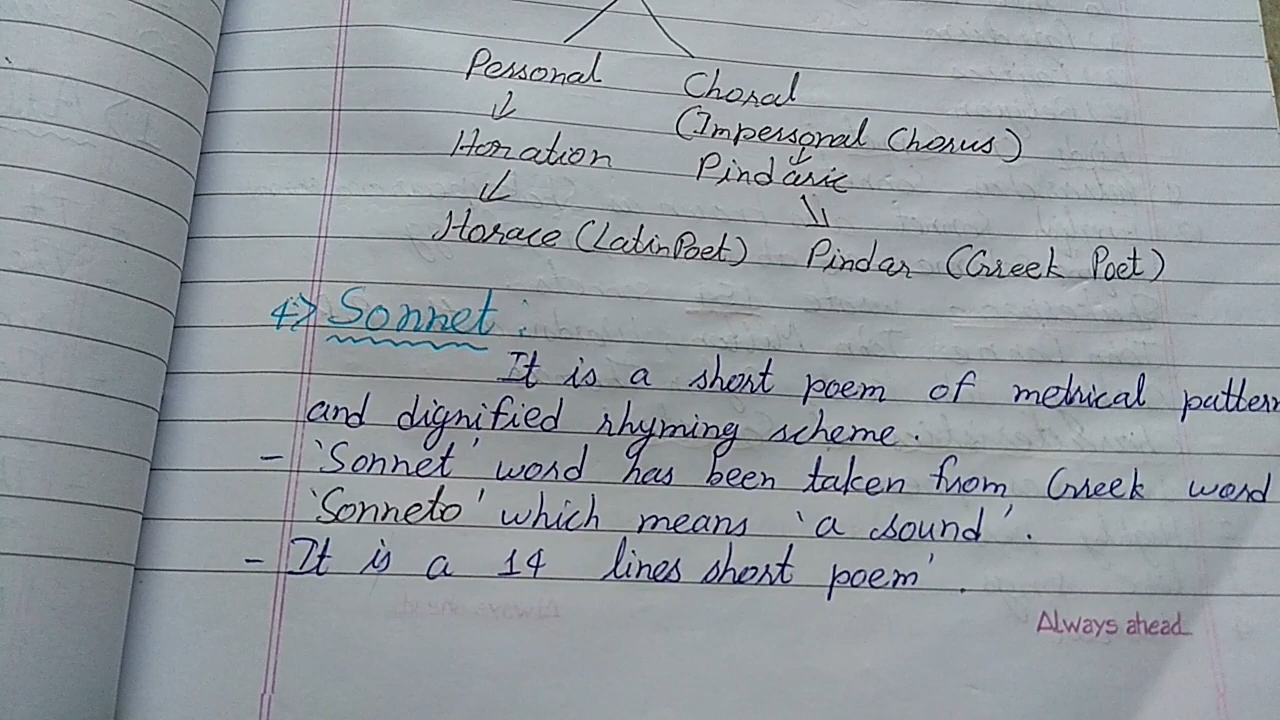 Personal Choral
(Impersonal Chorus)
Horation Pindaric
Horace (Latin Poet) Pindar (Greek Poet)
4> Sonnet :
It is a short poem of metrical pattern
and dignified rhyming scheme.
- 'Sonnet' word has been taken from Greek word
'Sonneto' which means 'a sound'.
- It is a 14 lines short poem'.
Always ahead